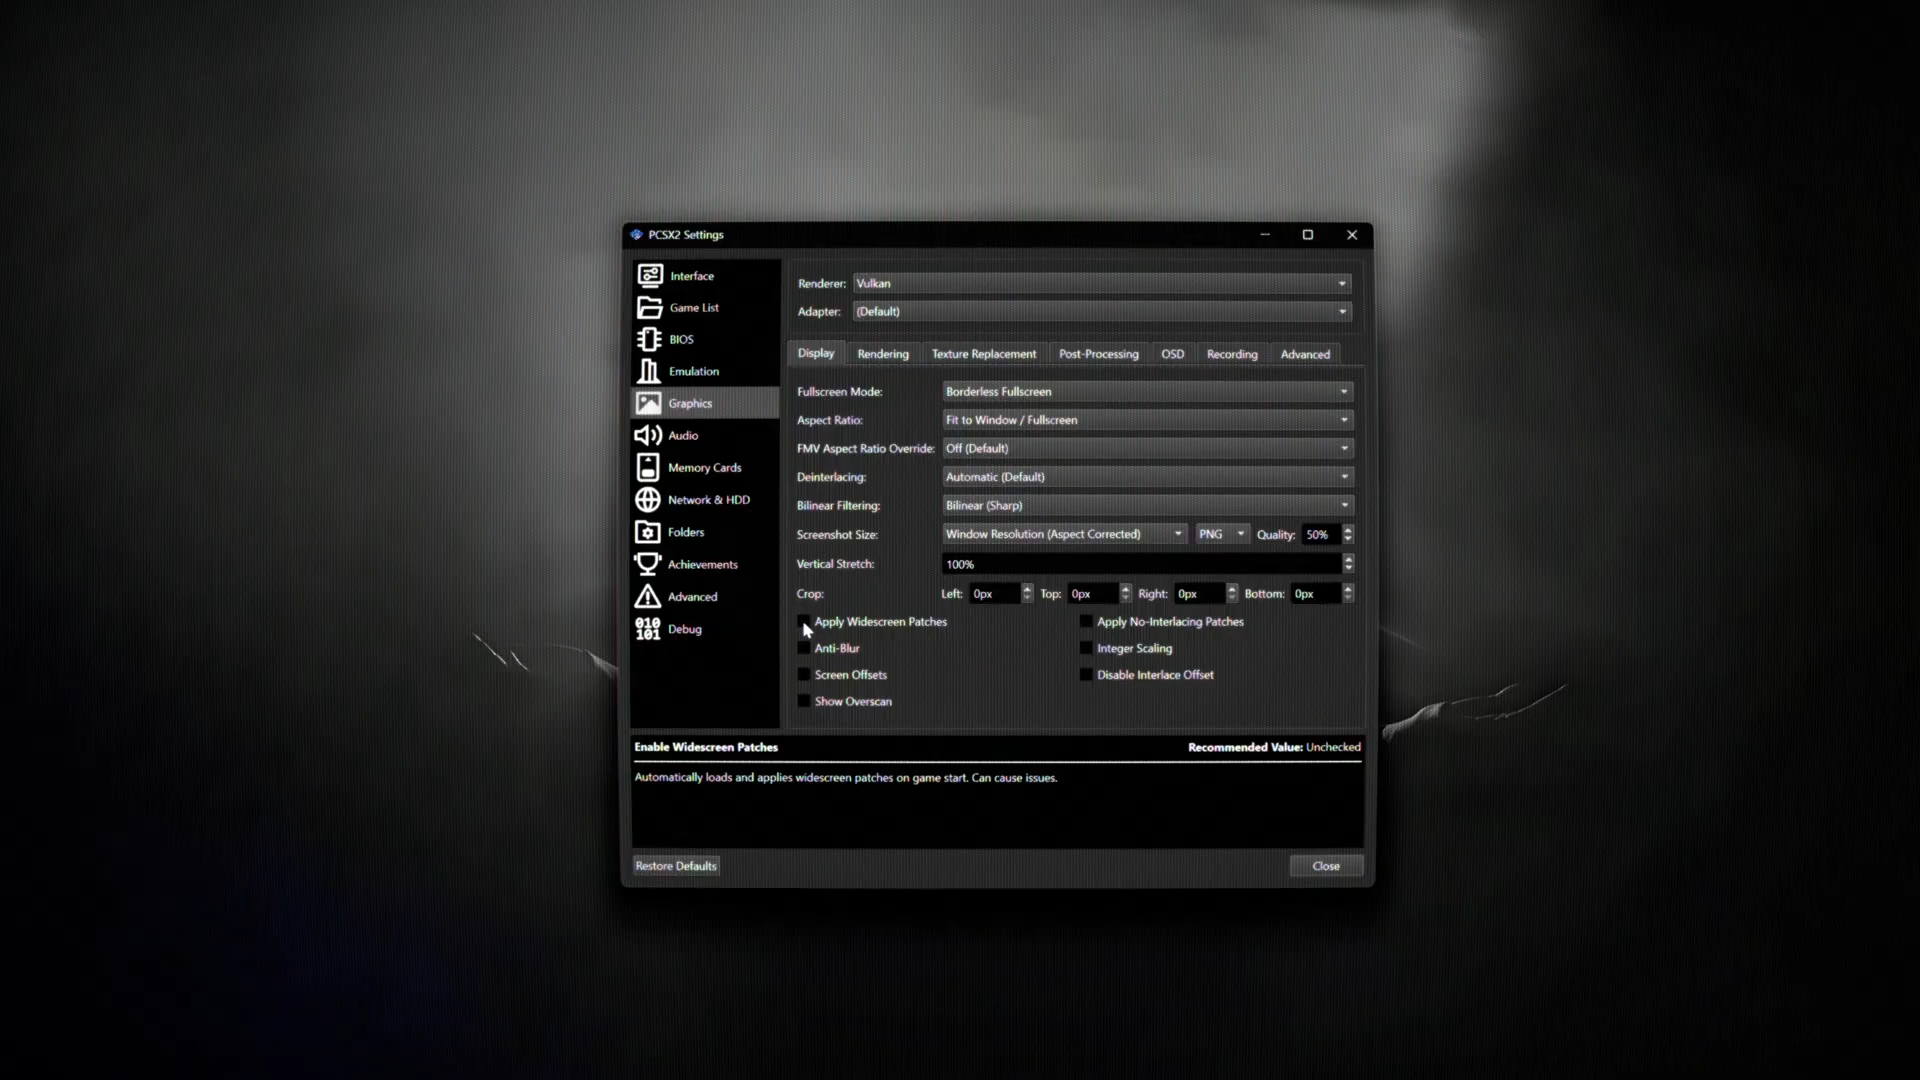 PCSX2 Settings
Interface
Game List
BIOS
Emulation
Graphics
Audio
Memory Cards
Network & HDD
Folders
Achievements
Advanced
010
101 Debug
Renderer: Vulkan
Adapter: (Default)
Display Rendering Texture Replacement Post-Processing OSD Recording Advanced
Fullscreen Mode: Borderless Fullscreen
Aspect Ratio: Fit to Window / Fullscreen
FMV Aspect Ratio Override: Off (Default)
Deinterlacing: Automatic (Default)
Bilinear Filtering: Bilinear (Sharp)
Screenshot Size: Window Resolution (Aspect Corrected) PNG Quality: 50%
Vertical Stretch: 100%
Crop: Left: 0px Top: 0px Right: 0px Bottom: 0px
Apply Widescreen Patches Apply No-Interlacing Patches
Anti-Blur Integer Scaling
Screen Offsets Disable Interlace Offset
Show Overscan
Enable Widescreen Patches Recommended Value: Unchecked
Automatically loads and applies widescreen patches on game start. Can cause issues.
Restore Defaults Close